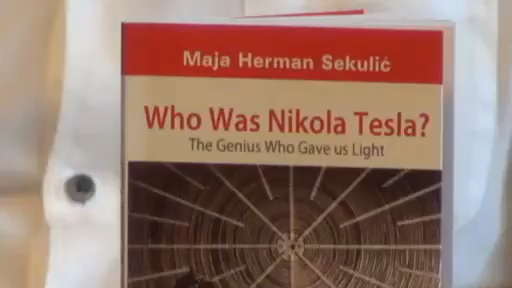 Maja Herman Sekulić
Who Was Nikola Tesla?
The Genius Who Gave us Light